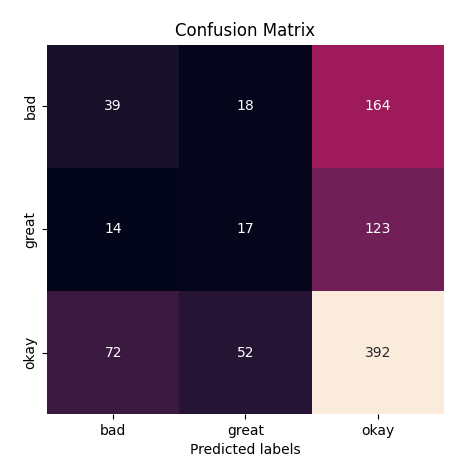 Confusion Matrix
bad 39 18 164
great 14 17 123
okay 72 52 392
bad great okay
Predicted labels